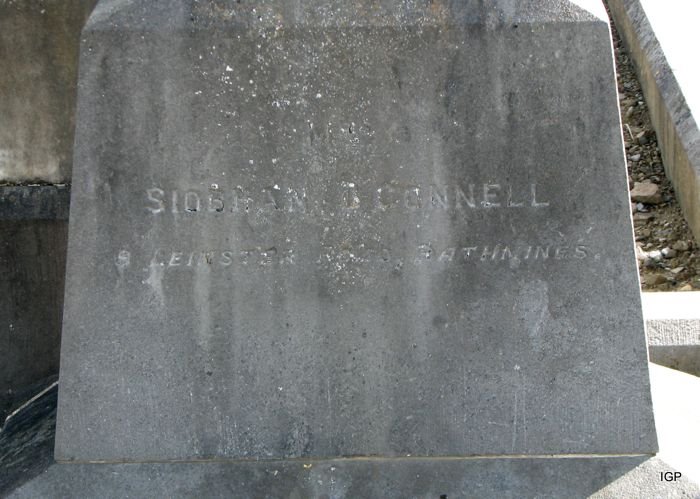 SIOBHAN O'CONNELL
8 LEINSTER ROAD, RATHMINES.
IGP